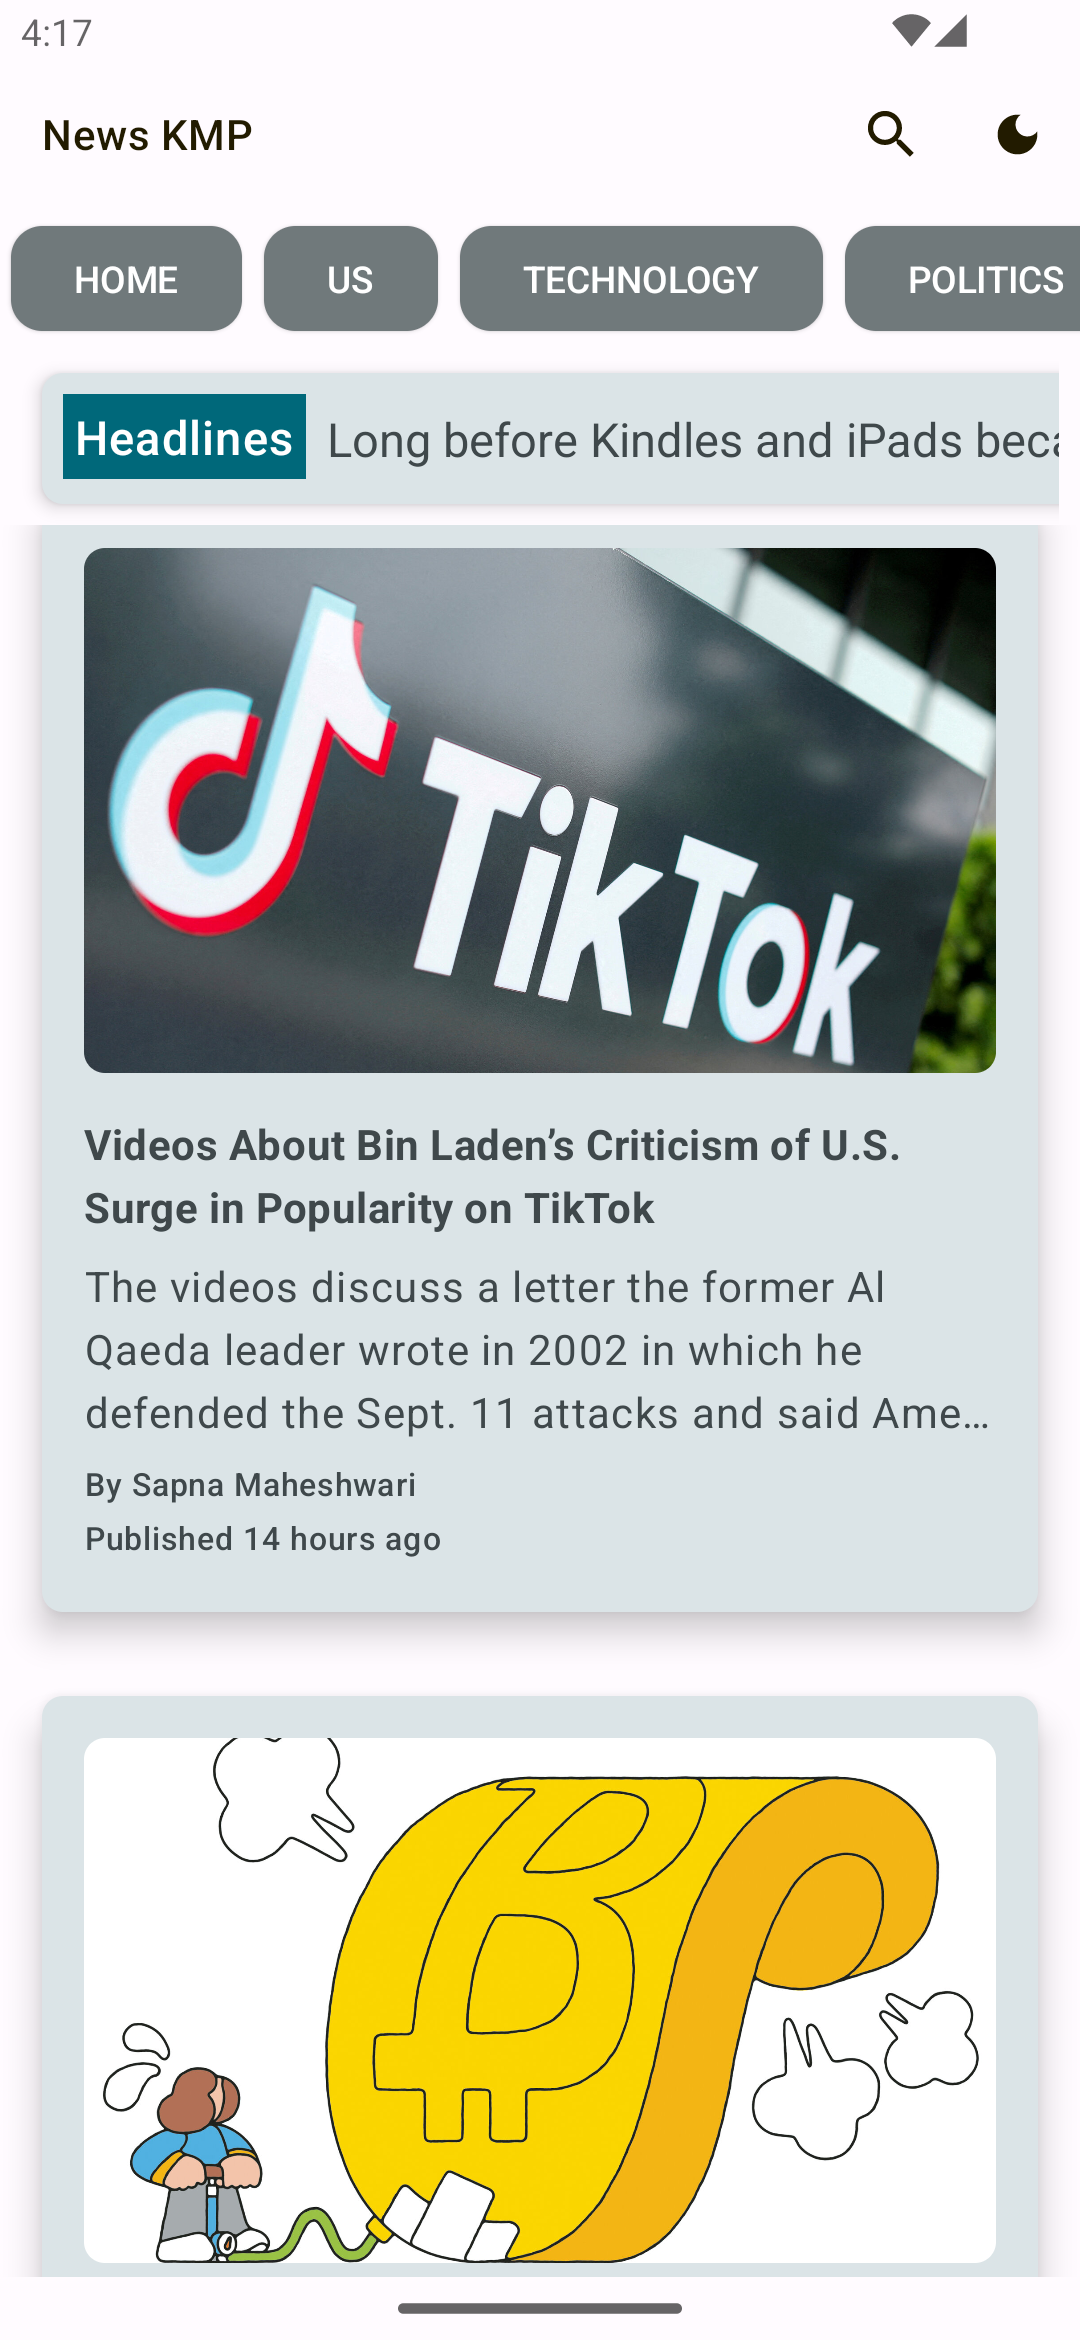 4:17
News KMP
HOME
US
TECHNOLOGY
POLITICS
Headlines
Long before Kindles and iPads
TikTok
Videos About Bin Laden’s Criticism of U.S.
Surge in Popularity on TikTok
The videos discuss a letter the former Al
Qaeda leader wrote in 2002 in which he
defended the Sept. 11 attacks and said Ame…
By Sapna Maheshwari
Published 14 hours ago